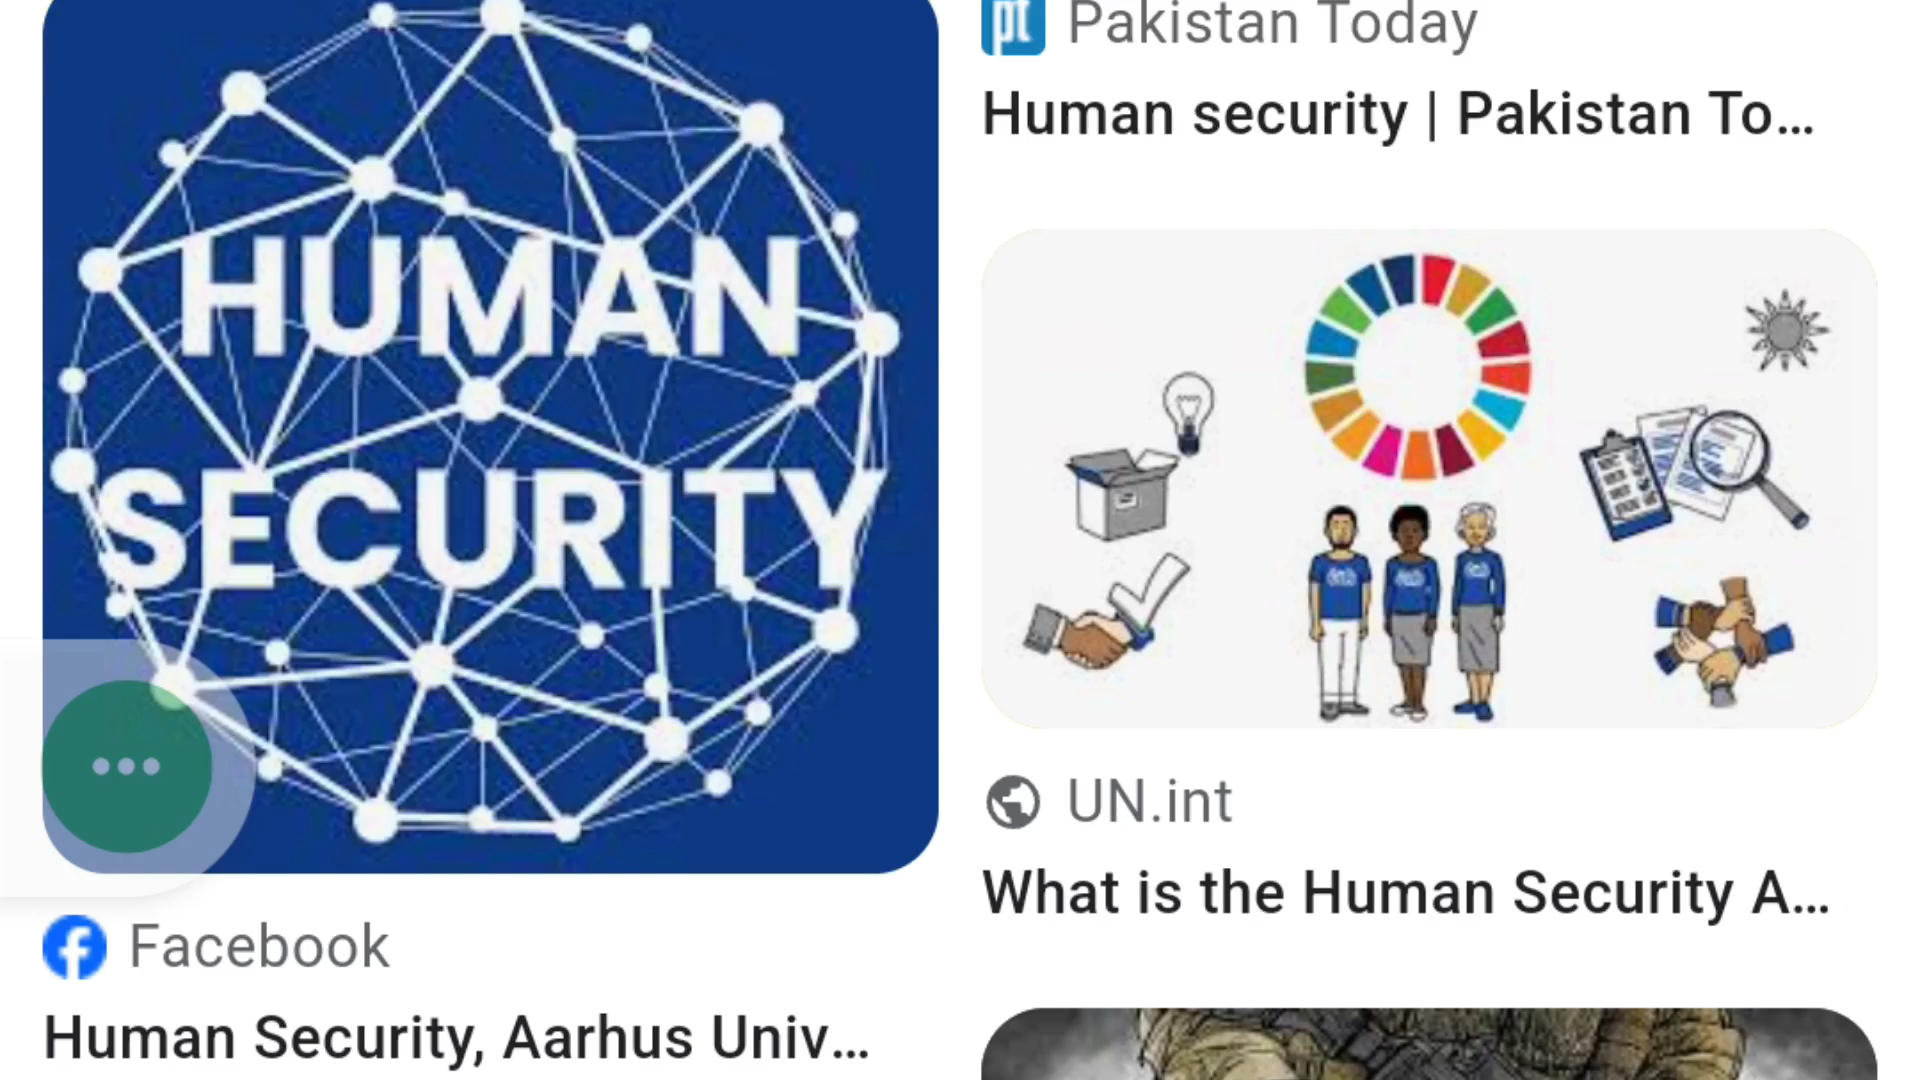 HUMAN
SECURITY
Facebook
Human Security, Aarhus Univ...
pt Pakistan Today
Human security | Pakistan To...
UN.int
What is the Human Security A...